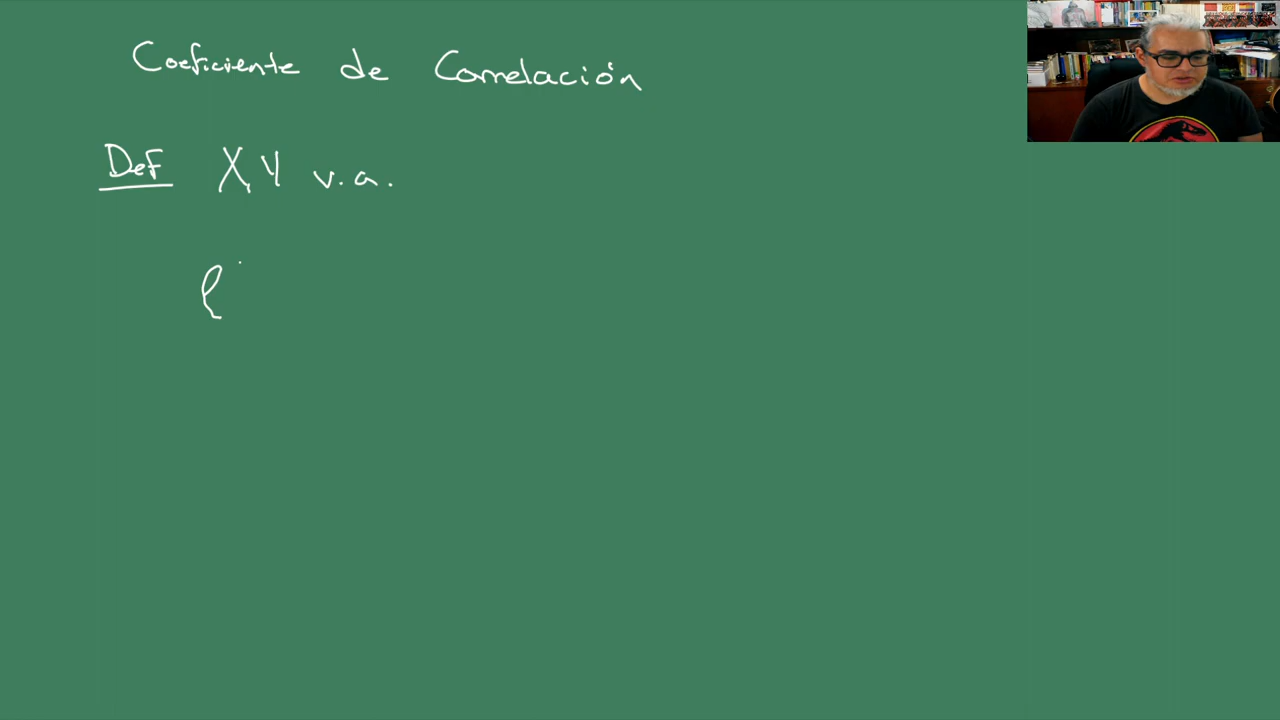 Coeficiente de Correlación
Def X, Y v.a.
ρ